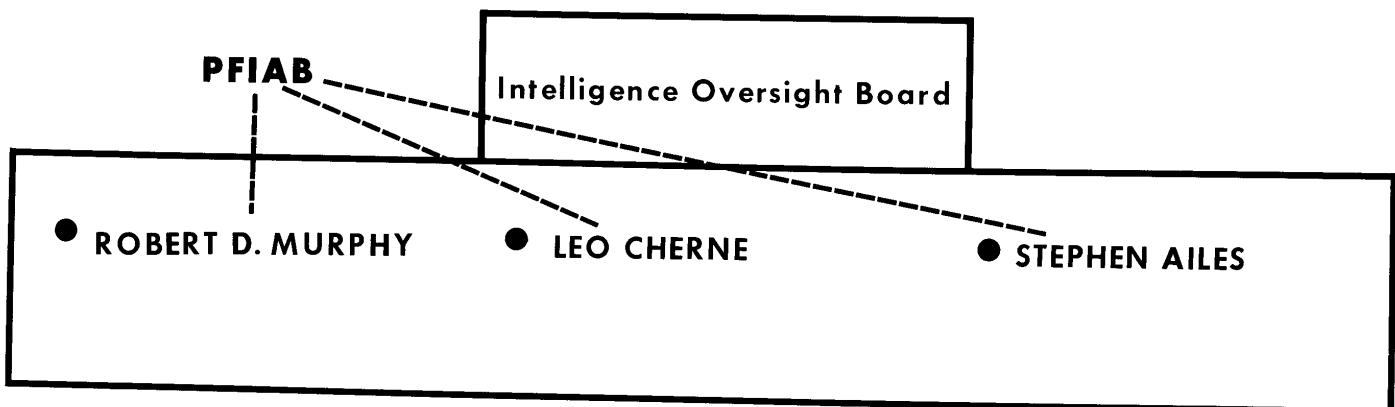 PFIAB
Intelligence Oversight Board
ROBERT D. MURPHY
LEO CHERNE
STEPHEN AILES